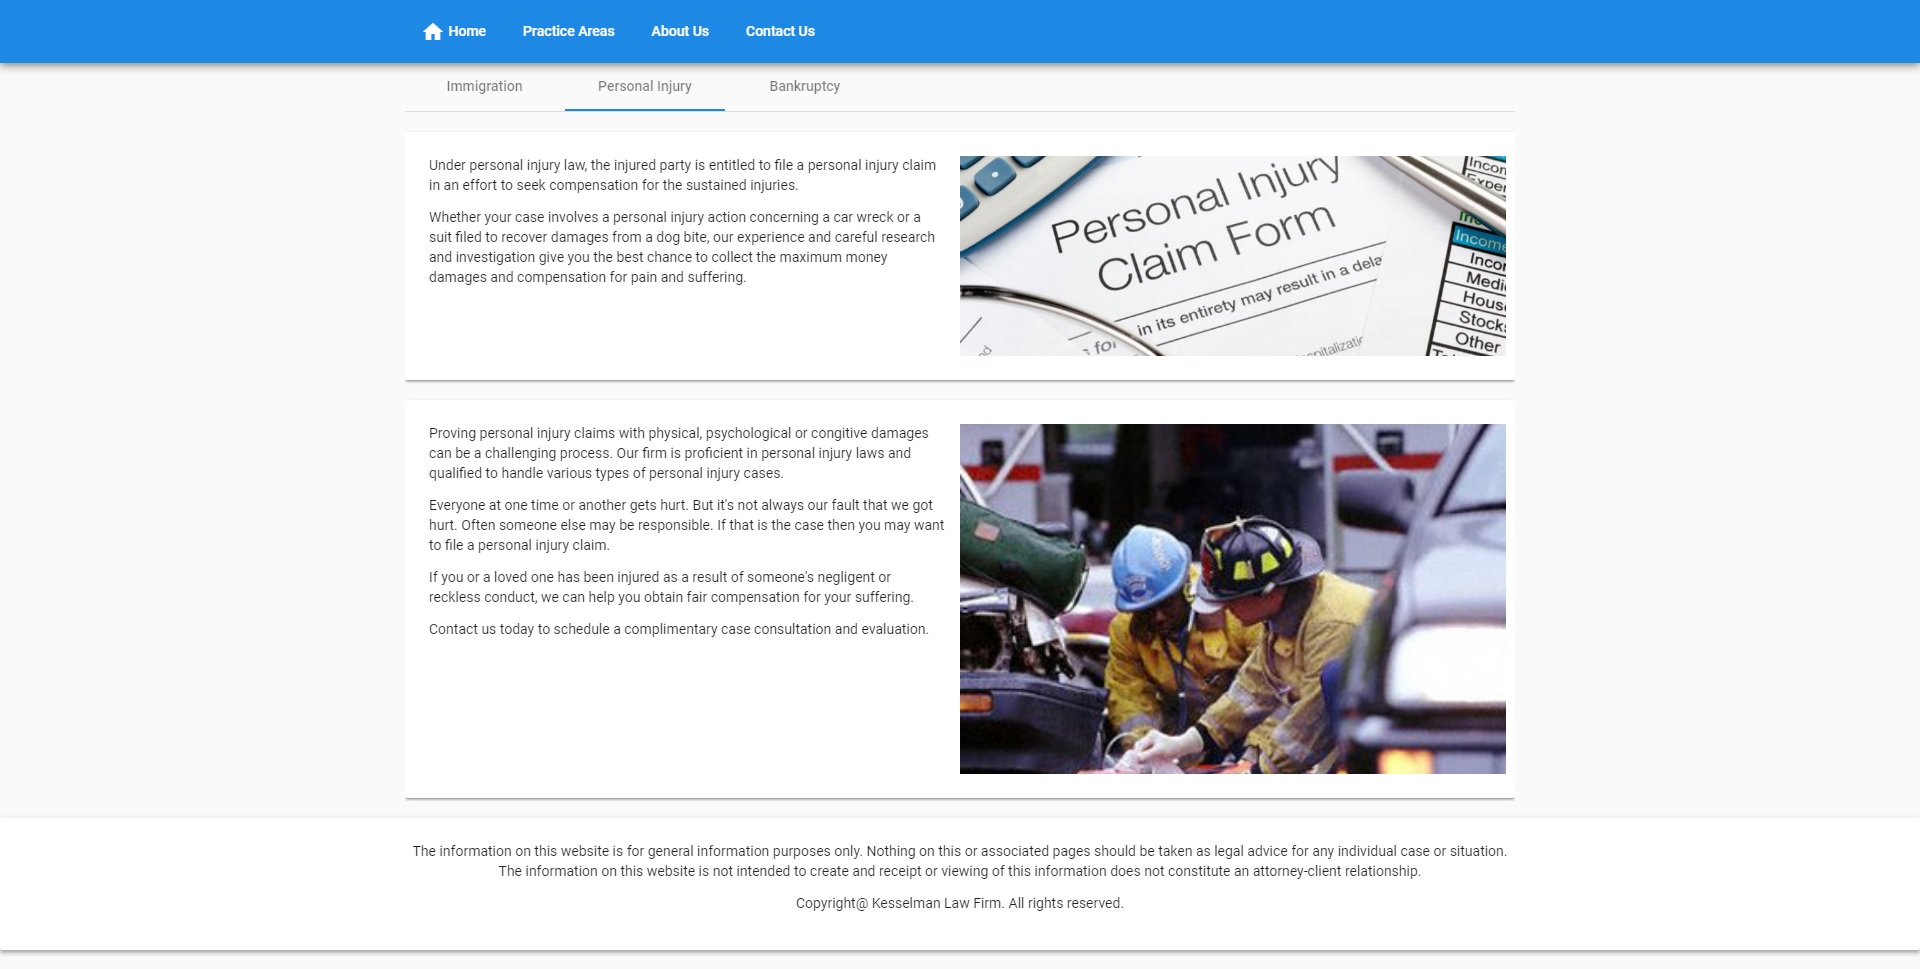 Home Practice Areas About Us Contact Us
Immigration Personal Injury Bankruptcy
Under personal injury law, the injured party is entitled to file a personal injury claim
in an effort to seek compensation for the sustained injuries.
Whether your case involves a personal injury action concerning a car wreck or a
suit filed to recover damages from a dog bite, our experience and careful research
and investigation give you the best chance to collect the maximum money
damages and compensation for pain and suffering.
Personal Injury
Claim Form
in its entirety may result in a dela
for
spitalizatio
Incon
Exper
Income
Incor
Medi
Hous
Stock
Other
Proving personal injury claims with physical, psychological or congitive damages
can be a challenging process. Our firm is proficient in personal injury laws and
qualified to handle various types of personal injury cases.
Everyone at one time or another gets hurt. But it's not always our fault that we got
hurt. Often someone else may be responsible. If that is the case then you may want
to file a personal injury claim.
If you or a loved one has been injured as a result of someone's negligent or
reckless conduct, we can help you obtain fair compensation for your suffering.
Contact us today to schedule a complimentary case consultation and evaluation.
The information on this website is for general information purposes only. Nothing on this or associated pages should be taken as legal advice for any individual case or situation.
The information on this website is not intended to create and receipt or viewing of this information does not constitute an attorney-client relationship.
Copyright@ Kesselman Law Firm. All rights reserved.